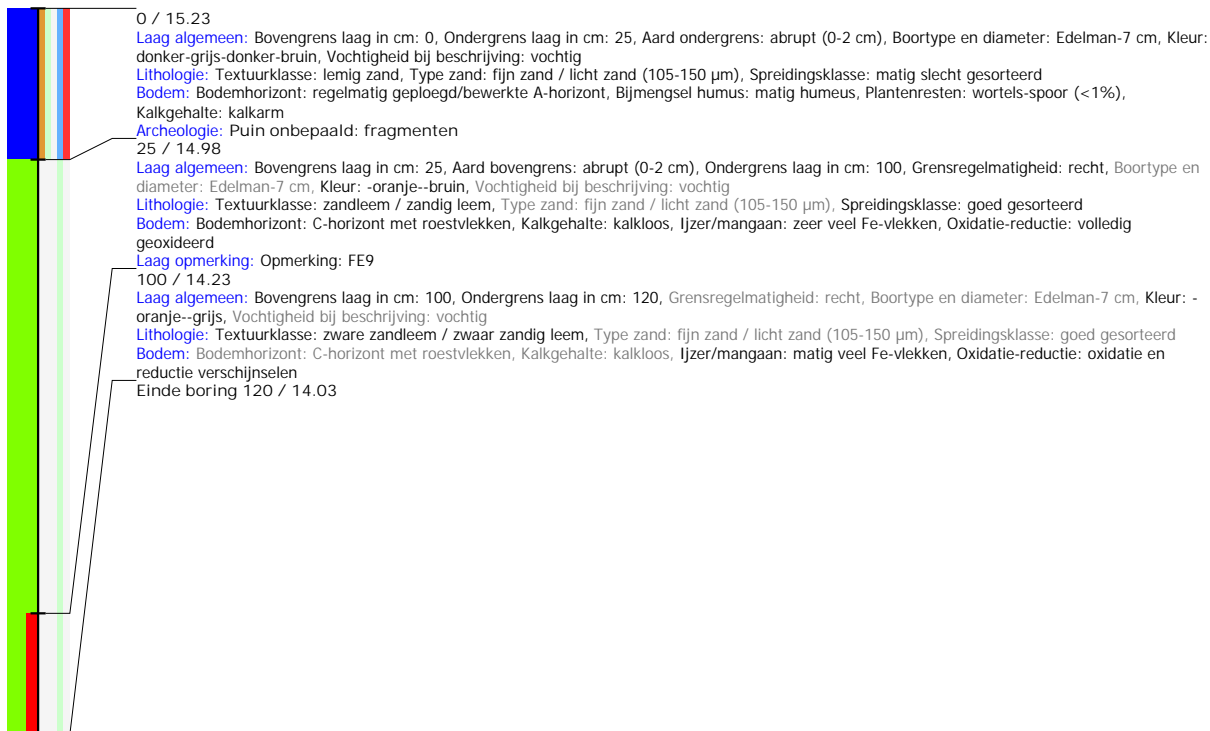 0 / 15.23
Laag algemeen: Bovengrens laag in cm: 0, Ondergrens laag in cm: 25, Aard ondergrens: abrupt (0-2 cm), Boortype en diameter: Edelman-7 cm, Kleur:
donker-grijs-donker-bruin, Vochtigheid bij beschrijving: vochtig
Lithologie: Textuurklasse: lemig zand, Type zand: fijn zand / licht zand (105-150 µm), Spreidingsklasse: matig slecht gesorteerd
Bodem: Bodemhorizont: regelmatig geploegd/bewerkte A-horizont, Bijmengsel humus: matig humeus, Plantenresten: wortels-spoor (<1%),
Kalkgehalte: kalkarm
Archeologie: Puin onbepaald: fragmenten
25 / 14.98
Laag algemeen: Bovengrens laag in cm: 25, Aard bovengrens: abrupt (0-2 cm), Ondergrens laag in cm: 100, Grensregelmatigheid: recht, Boortype en
diameter: Edelman-7 cm, Kleur: -oranje--bruin, Vochtigheid bij beschrijving: vochtig
Lithologie: Textuurklasse: zandleem / zandig leem, Type zand: fijn zand / licht zand (105-150 µm), Spreidingsklasse: goed gesorteerd
Bodem: Bodemhorizont: C-horizont met roestvlekken, Kalkgehalte: kalkloos, Ijzer/mangaan: zeer veel Fe-vlekken, Oxidatie-reductie: volledig
geoxideerd
Laag opmerking: Opmerking: FE9
100 / 14.23
Laag algemeen: Bovengrens laag in cm: 100, Ondergrens laag in cm: 120, Grensregelmatigheid: recht, Boortype en diameter: Edelman-7 cm, Kleur: -
oranje--grijs, Vochtigheid bij beschrijving: vochtig
Lithologie: Textuurklasse: zware zandleem / zwaar zandig leem, Type zand: fijn zand / licht zand (105-150 µm), Spreidingsklasse: goed gesorteerd
Bodem: Bodemhorizont: C-horizont met roestvlekken, Kalkgehalte: kalkloos, Ijzer/mangaan: matig veel Fe-vlekken, Oxidatie-reductie: oxidatie en
reductie verschijnselen
Einde boring 120 / 14.03